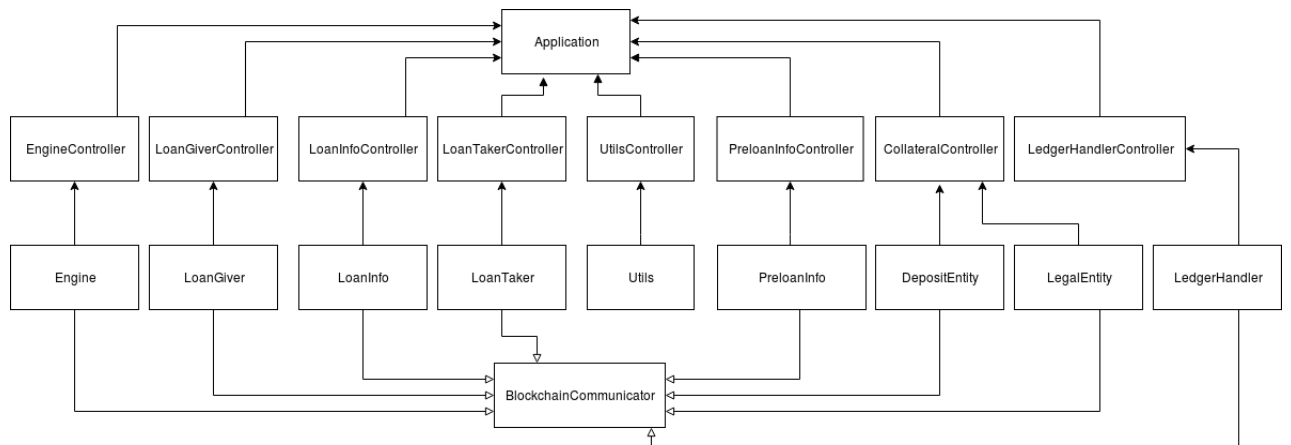 Application
EngineController
LoanGiverController
LoanInfoController
LoanTakerController
UtilsController
PreloanInfoController
CollateralController
LedgerHandlerController
Engine
LoanGiver
LoanInfo
LoanTaker
Utils
PreloanInfo
DepositEntity
LegalEntity
LedgerHandler
BlockchainCommunicator